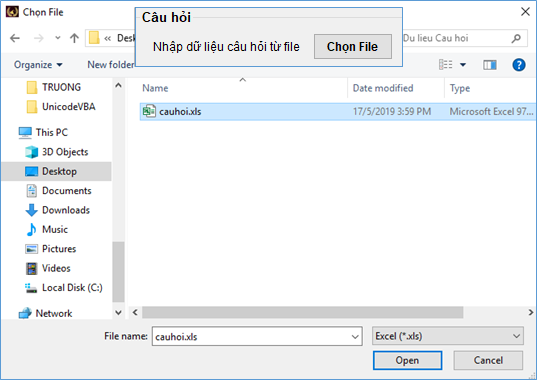 Chọn File
Câu hỏi
Nhập dữ liệu câu hỏi từ file Chọn File
« Desk
Du lieu Cau hoi
Organize New folder
TRUONG
UnicodeVBA
This PC
3D Objects
Desktop
Documents
Downloads
Music
Pictures
Videos
Local Disk (C:)
Network
Name Date modified Type
cauhoi.xls 17/5/2019 3:59 PM Microsoft Excel 97...
File name: cauhoi.xls Excel (*.xls)
Open Cancel